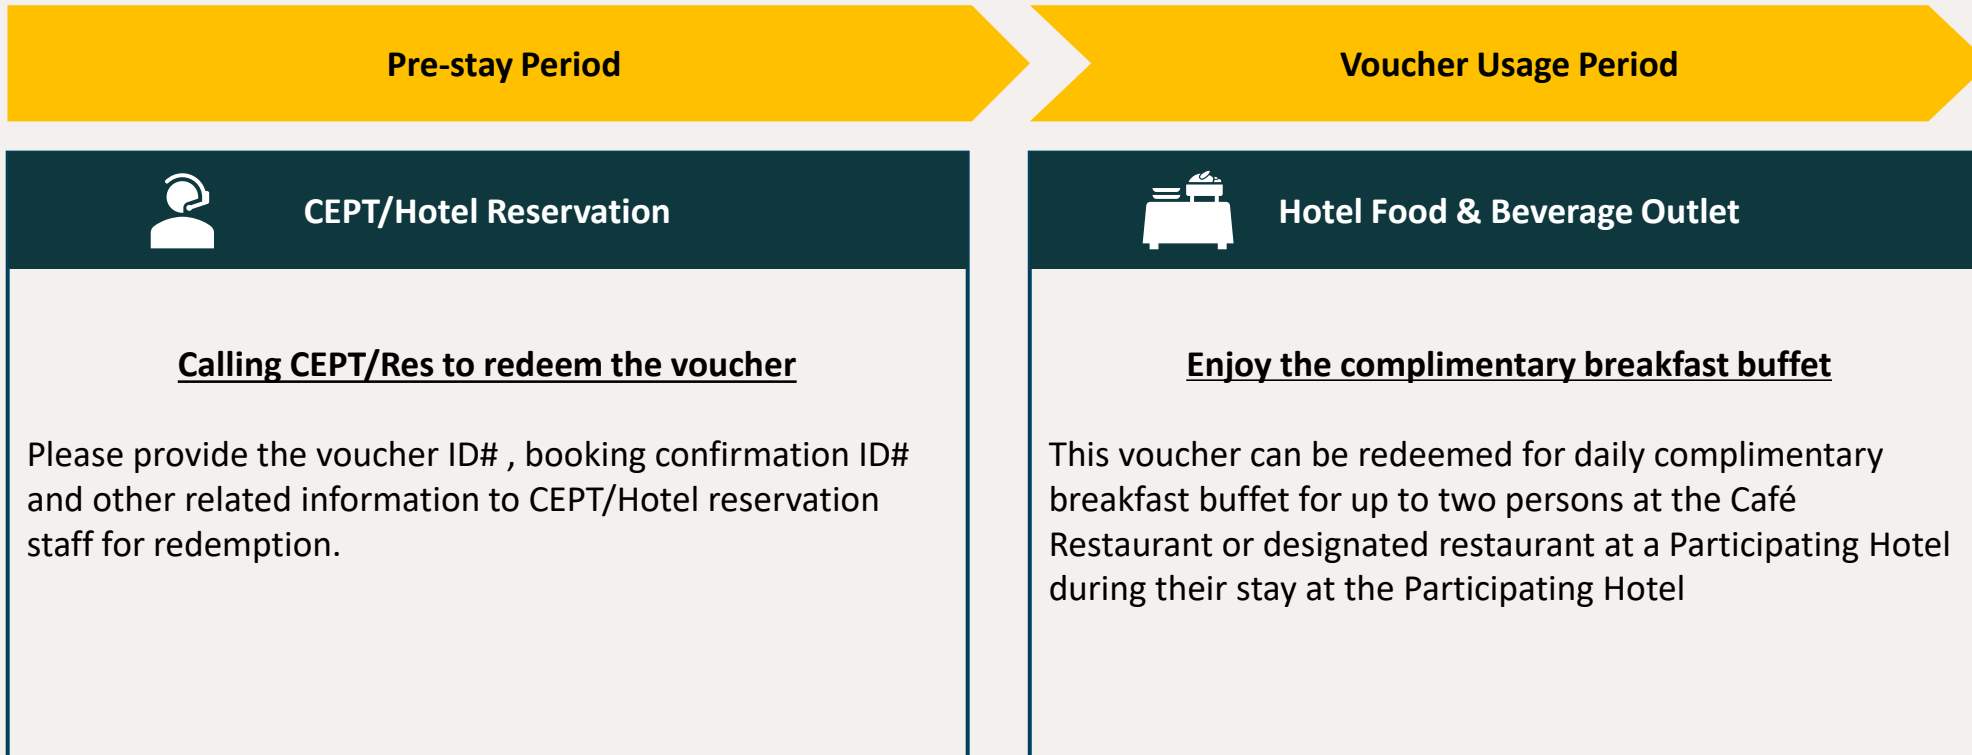 Pre-stay Period
Voucher Usage Period
CEPT/Hotel Reservation
Calling CEPT/Res to redeem the voucher
Please provide the voucher ID# , booking confirmation ID#
and other related information to CEPT/Hotel reservation
staff for redemption.
Hotel Food & Beverage Outlet
Enjoy the complimentary breakfast buffet
This voucher can be redeemed for daily complimentary
breakfast buffet for up to two persons at the Café
Restaurant or designated restaurant at a Participating Hotel
during their stay at the Participating Hotel